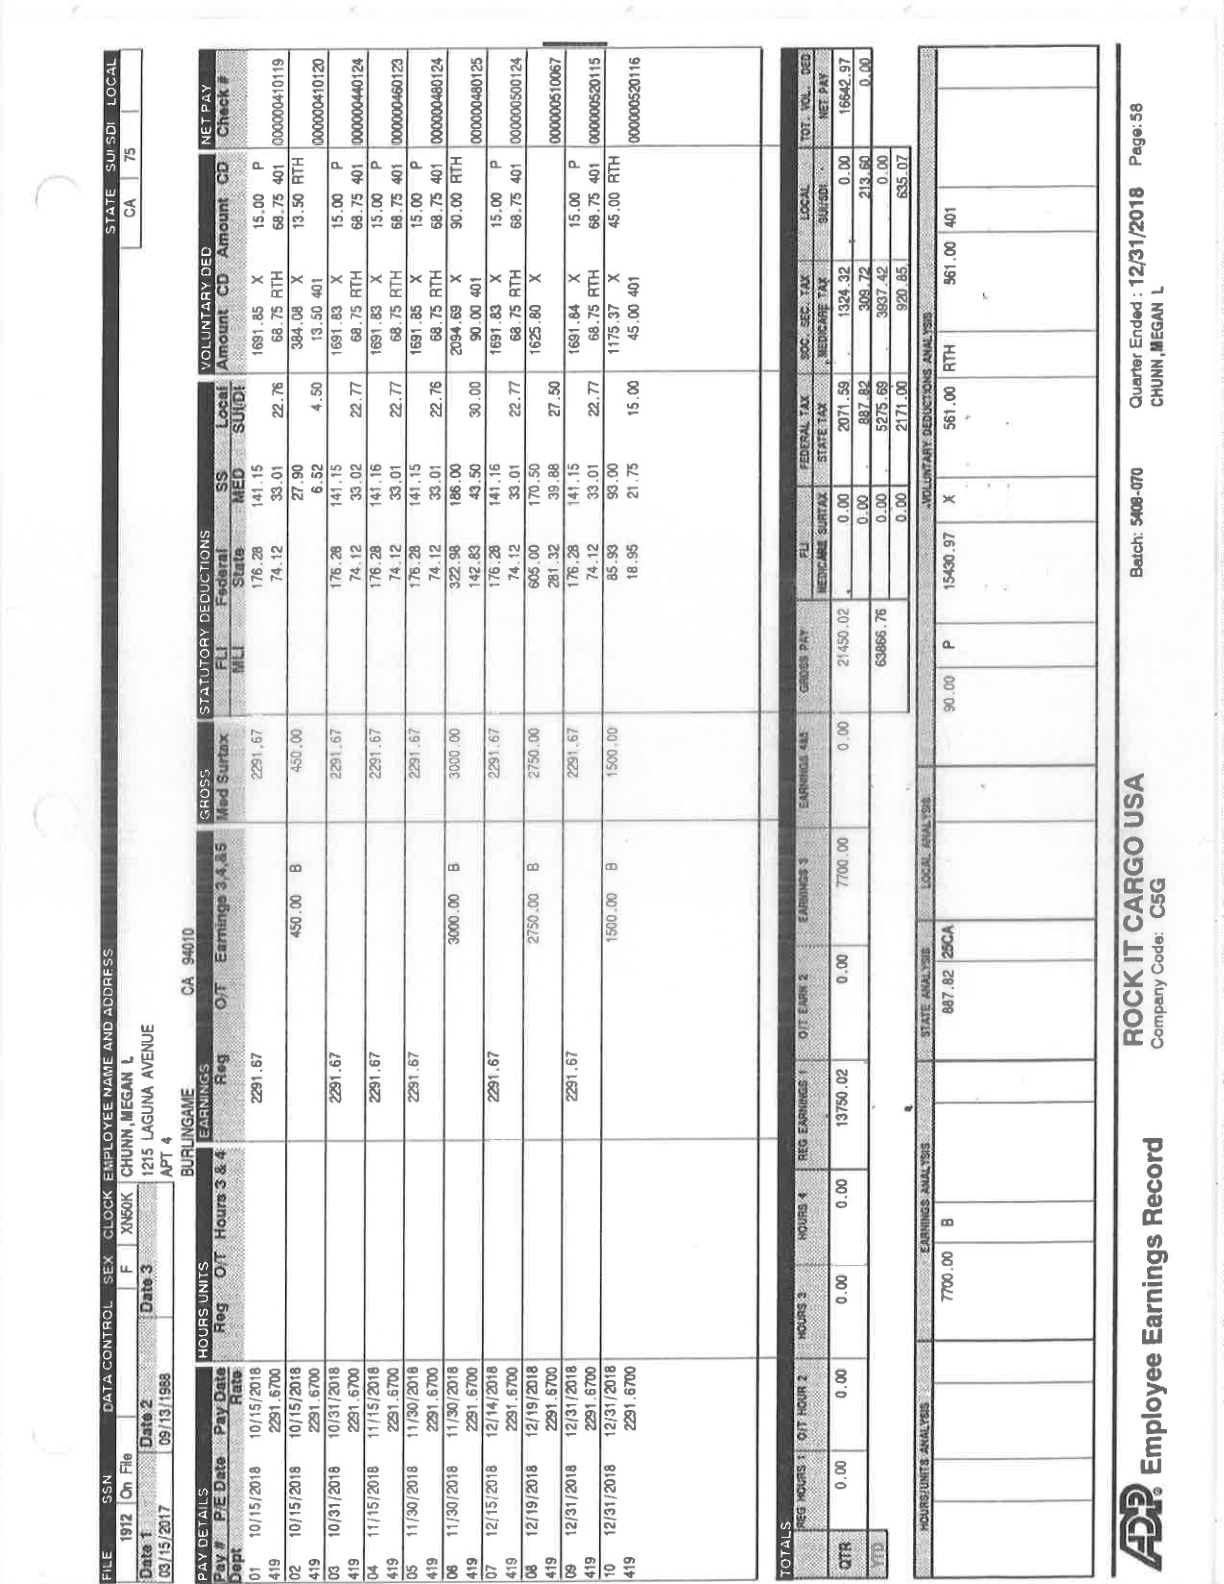 FILE SSN DATA CONTROL SEX CLOCK EMPLOYEE NAME AND ADDRESS STATE SUI SDI LOCAL
1912 On File F XN50K CHUNN,MEGAN L CA 75
Date 1 Date 2 Date 3 1215 LAGUNA AVENUE
03/15/2017 09/13/1988 APT 4
BURLINGAME CA 94010
PAY DETAILS HOURS UNITS EARNINGS GROSS STATUTORY DEDUCTIONS VOLUNTARY DED NET PAY
Pay # P/E Date Pay Date Reg O/T Hours 3 & 4 Reg O/T Earnings 3,4,&5 Med Surtax FLI Federal SS Local Amount CD Amount CD Check #
Dept Rate MLI State MED SUI/DI
01 10/15/2018 10/15/2018 2291.67 2291.67 176.28 141.15 1691.85 X 15.00 P
419 2291.6700 74.12 33.01 22.76 68.75 RTH 68.75 401 000000410119
02 10/15/2018 10/15/2018 450.00 B 450.00 27.90 384.08 X 13.50 RTH
419 2291.6700 6.52 4.50 13.50 401 000000410120
03 10/31/2018 10/31/2018 2291.67 2291.67 176.28 141.15 1691.83 X 15.00 P
419 2291.6700 74.12 33.02 22.77 68.75 RTH 68.75 401 000000440124
04 11/15/2018 11/15/2018 2291.67 2291.67 176.28 141.16 1691.83 X 15.00 P
419 2291.6700 74.12 33.01 22.77 68.75 RTH 68.75 401 000000460123
05 11/30/2018 11/30/2018 2291.67 2291.67 176.28 141.15 1691.85 X 15.00 P
419 2291.6700 74.12 33.01 22.76 68.75 RTH 68.75 401 000000480124
06 11/30/2018 11/30/2018 3000.00 B 3000.00 322.98 186.00 2094.69 X 90.00 RTH
419 2291.6700 142.83 43.50 30.00 90.00 401 000000480125
07 12/15/2018 12/14/2018 2291.67 2291.67 176.28 141.16 1691.83 X 15.00 P
419 2291.6700 74.12 33.01 22.77 68.75 RTH 68.75 401 000000500124
08 12/19/2018 12/19/2018 2750.00 B 2750.00 605.00 170.50 1625.80 X
419 2291.6700 281.32 39.88 27.50 000000510067
09 12/31/2018 12/31/2018 2291.67 2291.67 176.28 141.15 1691.64 X 15.00 P
419 2291.6700 74.12 33.01 22.77 68.75 RTH 68.75 401 000000520115
10 12/31/2018 12/31/2018 1500.00 B 1500.00 85.93 93.00 1175.37 X 45.00 RTH
419 2291.6700 18.95 21.75 15.00 45.00 401 000000520116
TOTALS
REG HOURS 1 O/T HOUR 2 HOURS 3 HOURS 4 REG EARNINGS 1 O/T EARN 2 EARNINGS 3 EARNINGS 4&5 GROSS PAY FLI FEDERAL TAX SOC. SEC. TAX LOCAL TOT. VOL. DED
MEDICARE SURTAX STATE TAX MEDICARE TAX SUI/SDI NET PAY
QTR 0.00 0.00 0.00 0.00 13750.02 0.00 7700.00 0.00 21450.02 0.00 2071.59 1324.32 0.00 16642.97
0.00 887.82 309.72 213.60 0.00
YTD 63866.76 0.00 5275.69 3937.42 0.00
0.00 2171.00 920.85 635.07
HOURS/UNITS ANALYSIS EARNINGS ANALYSIS STATE ANALYSIS LOCAL ANALYSIS VOLUNTARY DEDUCTIONS ANALYSIS
7700.00 B 887.82 26CA 90.00 P 15430.97 X 561.00 RTH 561.00 401
ADP® Employee Earnings Record ROCK IT CARGO USA Batch: 5408-070 Quarter Ended : 12/31/2018 Page: 58
Company Code: C5G CHUNN,MEGAN L